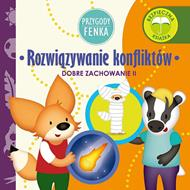 PRZYGODY
FENKA
BEZPIECZNA
KSIĄŻKA
• Rozwiązywanie konfliktów •
DOBRE ZACHOWANIE II